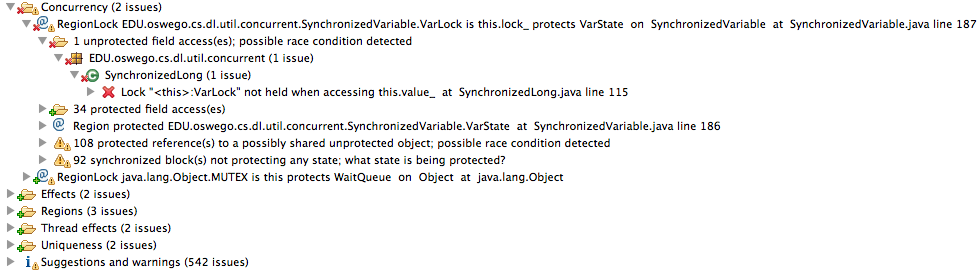 Concurrency (2 issues)
RegionLock EDU.oswego.cs.dl.util.concurrent.SynchronizedVariable.VarLock is this.lock_ protects VarState on SynchronizedVariable at SynchronizedVariable.java line 187
1 unprotected field access(es); possible race condition detected
EDU.oswego.cs.dl.util.concurrent (1 issue)
SynchronizedLong (1 issue)
Lock "<this>:VarLock" not held when accessing this.value_ at SynchronizedLong.java line 115
34 protected field access(es)
Region protected EDU.oswego.cs.dl.util.concurrent.SynchronizedVariable.VarState at SynchronizedVariable.java line 186
108 protected reference(s) to a possibly shared unprotected object; possible race condition detected
92 synchronized block(s) not protecting any state; what state is being protected?
RegionLock java.lang.Object.MUTEX is this protects WaitQueue on Object at java.lang.Object
Effects (2 issues)
Regions (3 issues)
Thread effects (2 issues)
Uniqueness (2 issues)
Suggestions and warnings (542 issues)